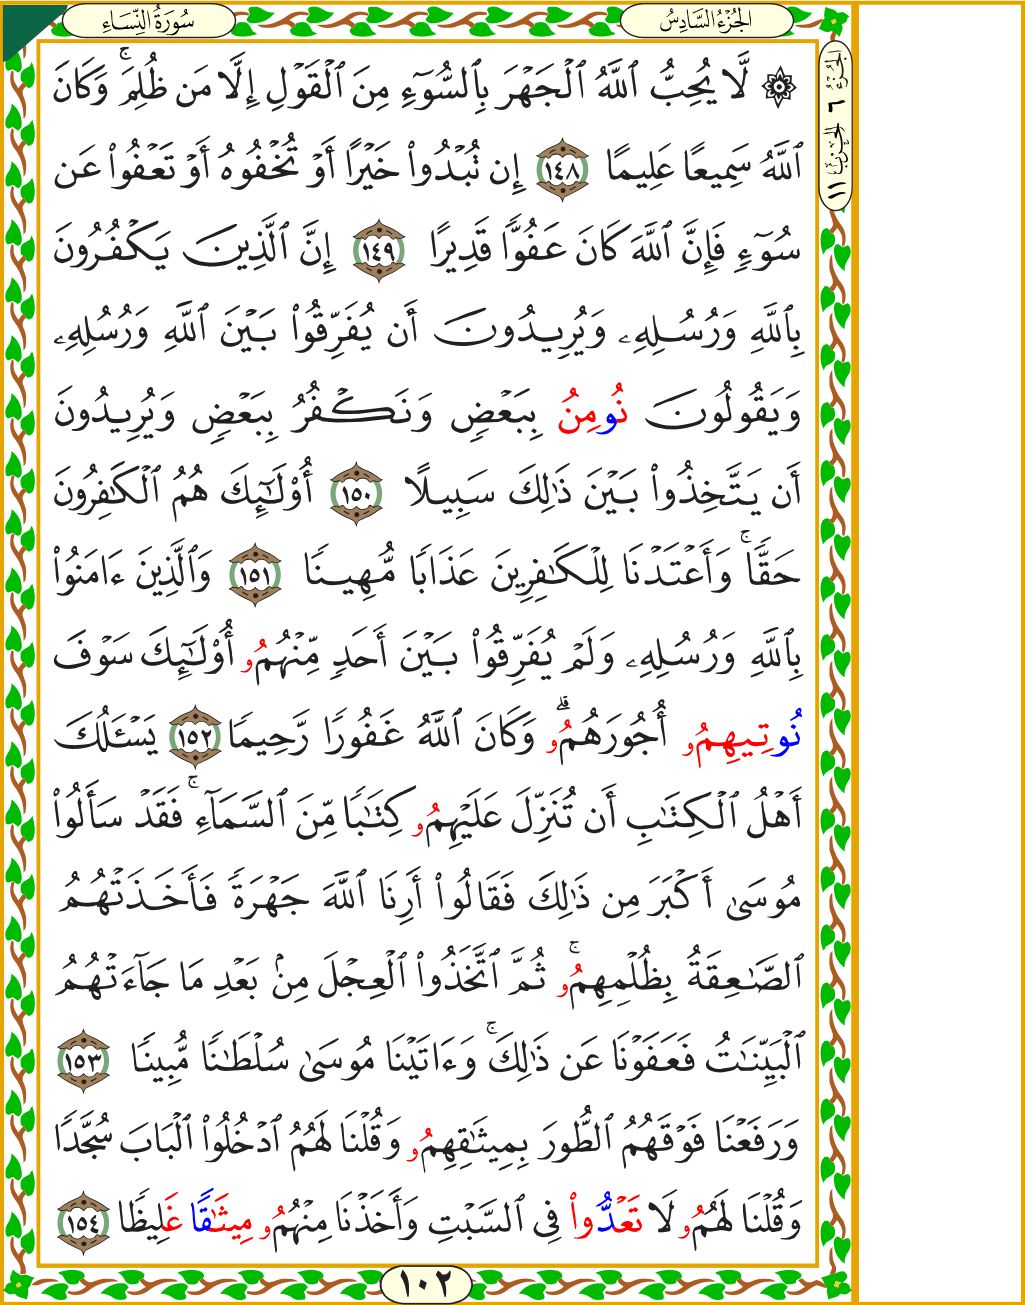 سُورَةُ النِّسَاءِ
الجُزْءُ السَّادِسُ
الجُزْءُ ٦ الحِزْبُ ١١
۞ لَّا يُحِبُّ ٱللَّهُ ٱلْجَهْرَ بِٱلسُّوٓءِ مِنَ ٱلْقَوْلِ إِلَّا مَن ظُلِمَ ۚ وَكَانَ
ٱللَّهُ سَمِيعًا عَلِيمًا ١٤٨ إِن تُبْدُوا۟ خَيْرًا أَوْ تُخْفُوهُ أَوْ تَعْفُوا۟ عَن
سُوٓءٍ فَإِنَّ ٱللَّهَ كَانَ عَفُوًّا قَدِيرًا ١٤٩ إِنَّ ٱلَّذِينَ يَكْفُرُونَ
بِٱللَّهِ وَرُسُلِهِۦ وَيُرِيدُونَ أَن يُفَرِّقُوا۟ بَيْنَ ٱللَّهِ وَرُسُلِهِۦ
وَيَقُولُونَ نُومِنُ بِبَعْضٍ وَنَكْفُرُ بِبَعْضٍ وَيُرِيدُونَ
أَن يَتَّخِذُوا۟ بَيْنَ ذَٰلِكَ سَبِيلًا ١٥٠ أُو۟لَٰٓئِكَ هُمُ ٱلْكَٰفِرُونَ
حَقًّا ۚ وَأَعْتَدْنَا لِلْكَٰفِرِينَ عَذَابًا مُّهِينًا ١٥١ وَٱلَّذِينَ ءَامَنُوا۟
بِٱللَّهِ وَرُسُلِهِۦ وَلَمْ يُفَرِّقُوا۟ بَيْنَ أَحَدٍ مِّنْهُمُۥ أُو۟لَٰٓئِكَ سَوْفَ
نُوتِيهِمُۥ أُجُورَهُمُۥ ۗ وَكَانَ ٱللَّهُ غَفُورًا رَّحِيمًا ١٥٢ يَسْـَٔلُكَ
أَهْلُ ٱلْكِتَٰبِ أَن تُنَزِّلَ عَلَيْهِمُۥ كِتَٰبًا مِّنَ ٱلسَّمَآءِ ۚ فَقَدْ سَأَلُوا۟
مُوسَىٰٓ أَكْبَرَ مِن ذَٰلِكَ فَقَالُوٓا۟ أَرِنَا ٱللَّهَ جَهْرَةً فَأَخَذَتْهُمُ
ٱلصَّٰعِقَةُ بِظُلْمِهِمُۥ ۚ ثُمَّ ٱتَّخَذُوا۟ ٱلْعِجْلَ مِنۢ بَعْدِ مَا جَآءَتْهُمُ
ٱلْبَيِّنَٰتُ فَعَفَوْنَا عَن ذَٰلِكَ ۚ وَءَاتَيْنَا مُوسَىٰ سُلْطَٰنًا مُّبِينًا ١٥٣
وَرَفَعْنَا فَوْقَهُمُ ٱلطُّورَ بِمِيثَٰقِهِمُۥ وَقُلْنَا لَهُمُ ٱدْخُلُوا۟ ٱلْبَابَ سُجَّدًا
وَقُلْنَا لَهُمُۥ لَا تَعْدُّوا۟ فِى ٱلسَّبْتِ وَأَخَذْنَا مِنْهُمُۥ مِيثَٰقًا غَلِيظًا ١٥٤
١٠٢